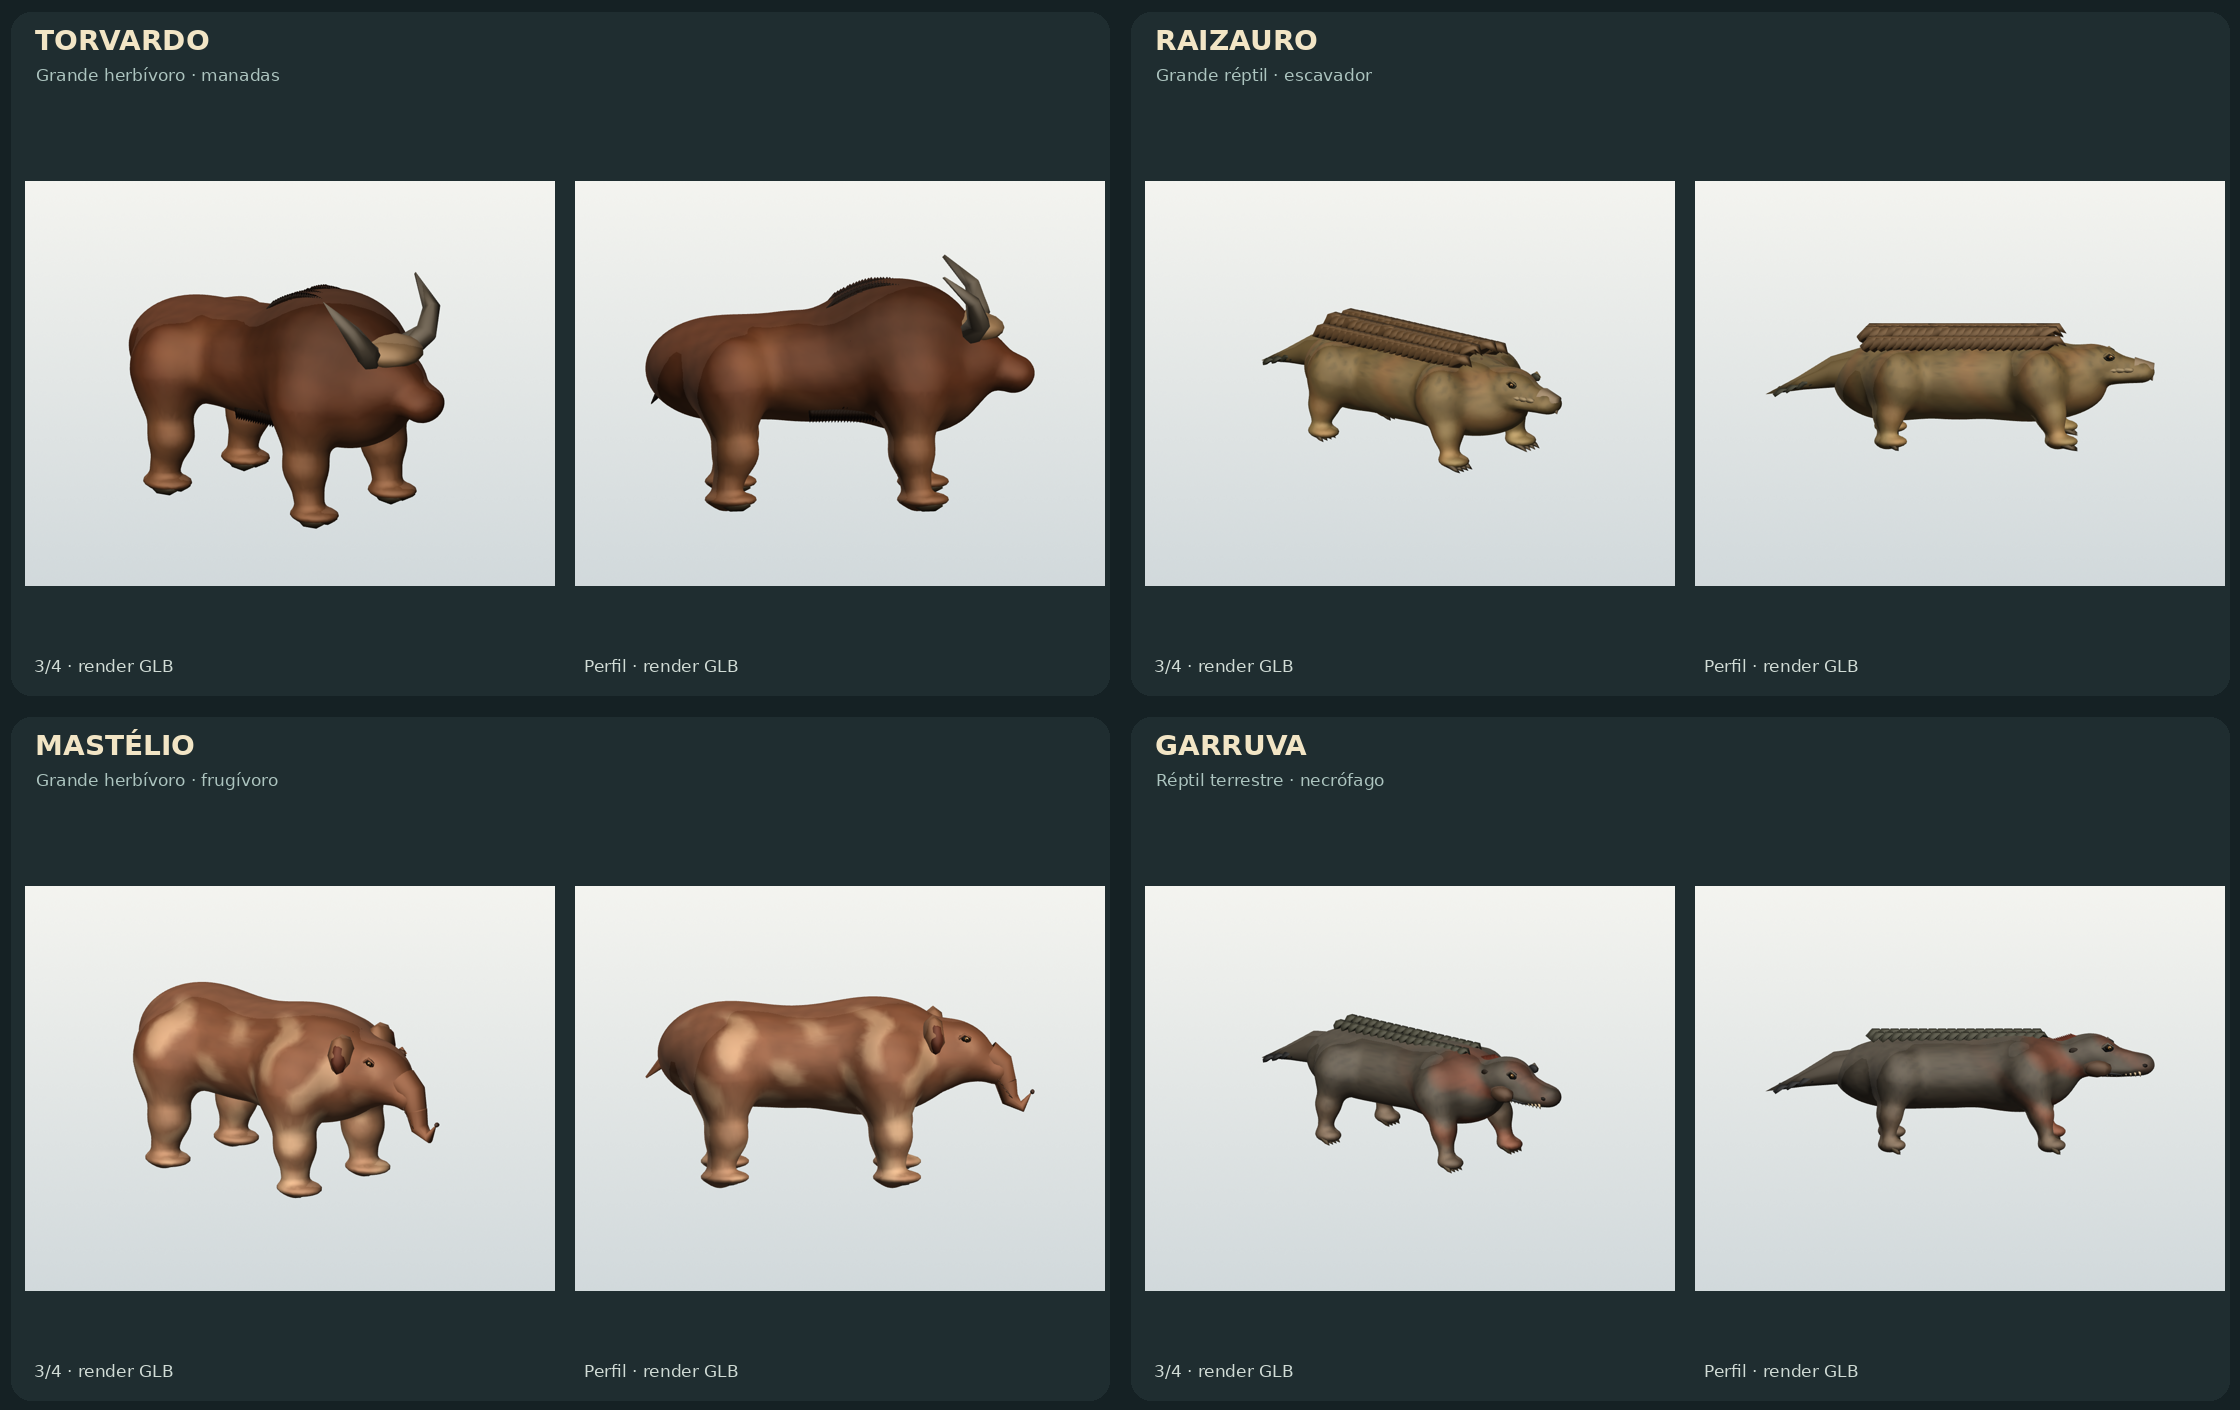 TORVARDO
Grande herbívoro · manadas
3/4 · render GLB
Perfil · render GLB
RAIZAURO
Grande réptil · escavador
3/4 · render GLB
Perfil · render GLB
MASTÉLIO
Grande herbívoro · frugívoro
3/4 · render GLB
Perfil · render GLB
GARRUVA
Réptil terrestre · necrófago
3/4 · render GLB
Perfil · render GLB